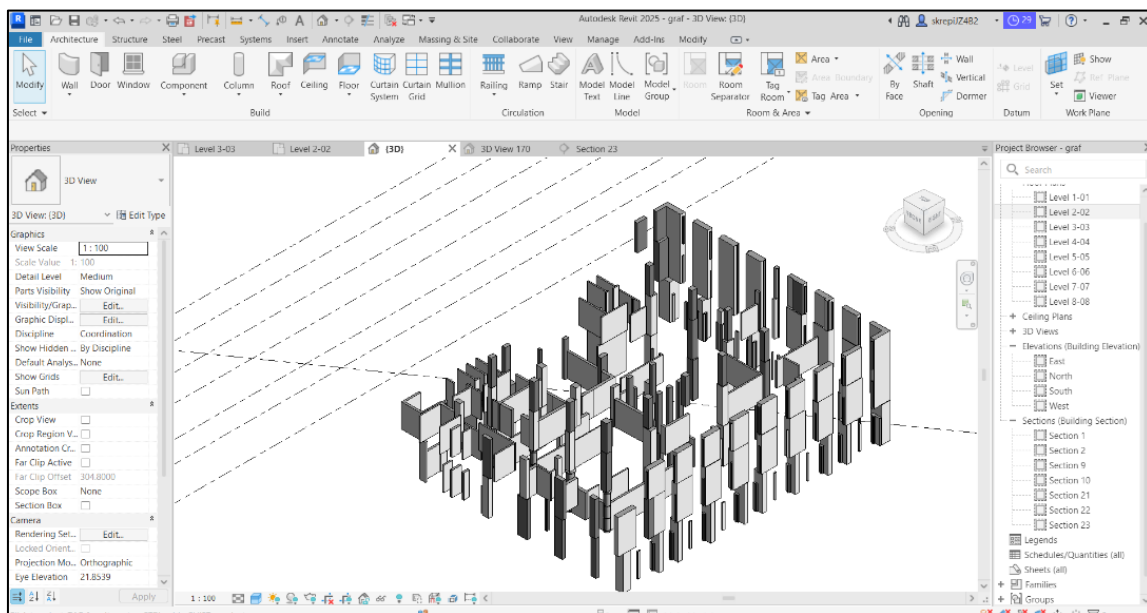 Autodesk Revit 2025 - graf - 3D View: {3D}
skrepiJZ4B2
29
File Architecture Structure Steel Precast Systems Insert Annotate Analyze Massing & Site Collaborate View Manage Add-Ins Modify
Modify Wall Door Window Component Column Roof Ceiling Floor Curtain System Curtain Grid Mullion Railing Ramp Stair Model Text Model Line Model Group Room Room Separator Tag Room Area Area Boundary Tag Area By Face Shaft Wall Vertical Dormer Level Grid Set Show Ref Plane Viewer
Select Build Circulation Model Room & Area Opening Datum Work Plane
Properties
Level 3-03 Level 2-02 {3D} 3D View 170 Section 23
Project Browser - graf
3D View
Search
3D View: {3D} Edit Type
Graphics
View Scale 1 : 100
Scale Value 1: 100
Detail Level Medium
Parts Visibility Show Original
Visibility/Grap... Edit...
Graphic Displ... Edit...
Discipline Coordination
Show Hidden ... By Discipline
Default Analys... None
Show Grids Edit...
Sun Path
Extents
Crop View
Crop Region V...
Annotation Cr...
Far Clip Active
Far Clip Offset 304.8000
Scope Box None
Section Box
Camera
Rendering Set... Edit...
Locked Orient...
Projection Mo... Orthographic
Eye Elevation 21.8539
Apply
1 : 100
Level 1-01
Level 2-02
Level 3-03
Level 4-04
Level 5-05
Level 6-06
Level 7-07
Level 8-08
Ceiling Plans
3D Views
Elevations (Building Elevation)
East
North
South
West
Sections (Building Section)
Section 1
Section 2
Section 9
Section 10
Section 21
Section 22
Section 23
Legends
Schedules/Quantities (all)
Sheets (all)
Families
Groups